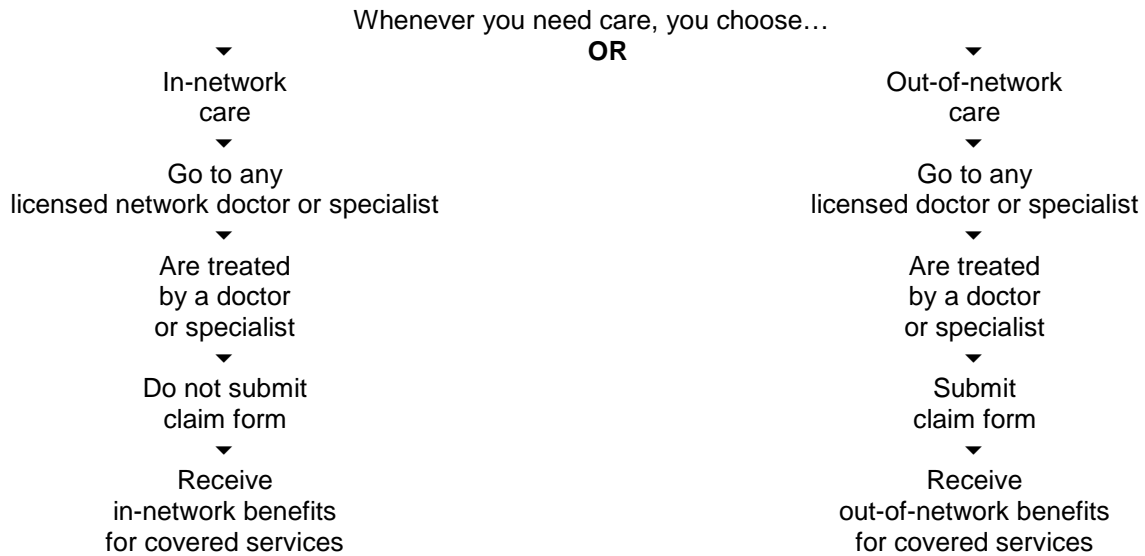 Whenever you need care, you choose…
OR
In-network
care
Go to any
licensed network doctor or specialist
Are treated
by a doctor
or specialist
Do not submit
claim form
Receive
in-network benefits
for covered services
Out-of-network
care
Go to any
licensed doctor or specialist
Are treated
by a doctor
or specialist
Submit
claim form
Receive
out-of-network benefits
for covered services